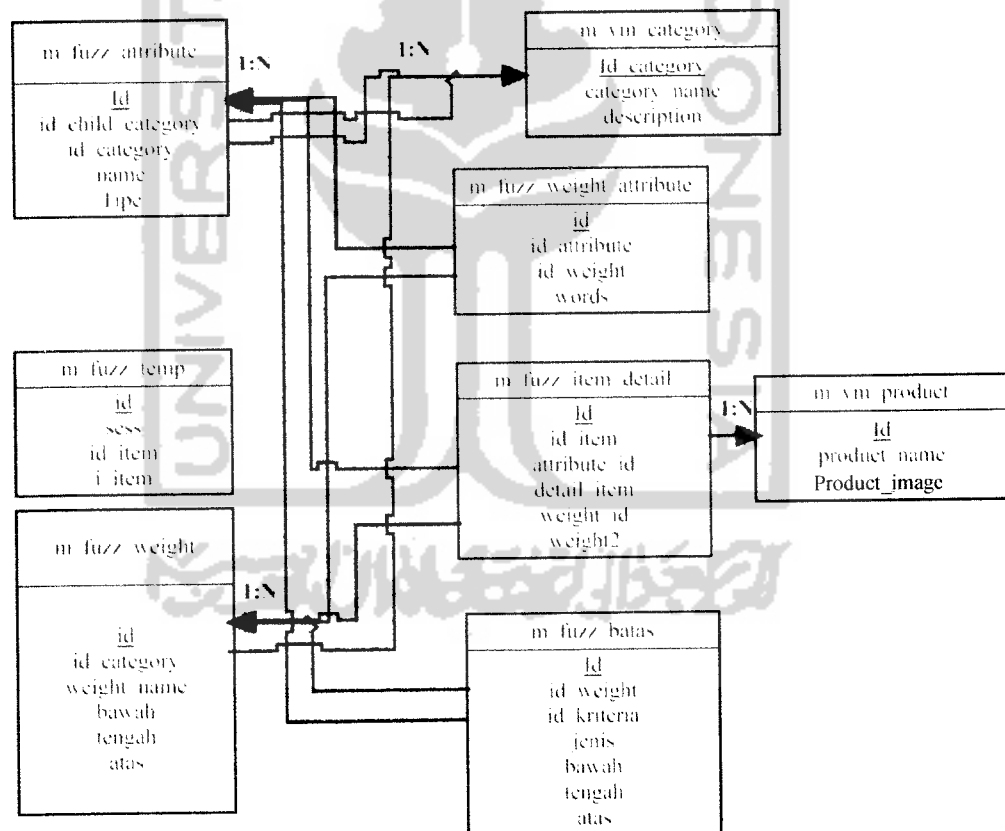 m fuzz attribute
Id
id child category
id category
name
Tipe
1:N
1:N
m vm category
Id category
category name
description
m fuzz weight attribute
id
id attribute
id weight
words
m fuzz temp
id
sess
id item
i item
m fuzz item detail
Id
id item
attribute id
detail item
weight id
weight2
1:N
m vm product
Id
product name
Product_image
m fuzz weight
id
id category
weight name
bawah
tengah
atas
1:N
m fuzz batas
Id
id weight
id kriteria
jenis
bawah
tengah
atas
UNIVERSITA
ONESIA